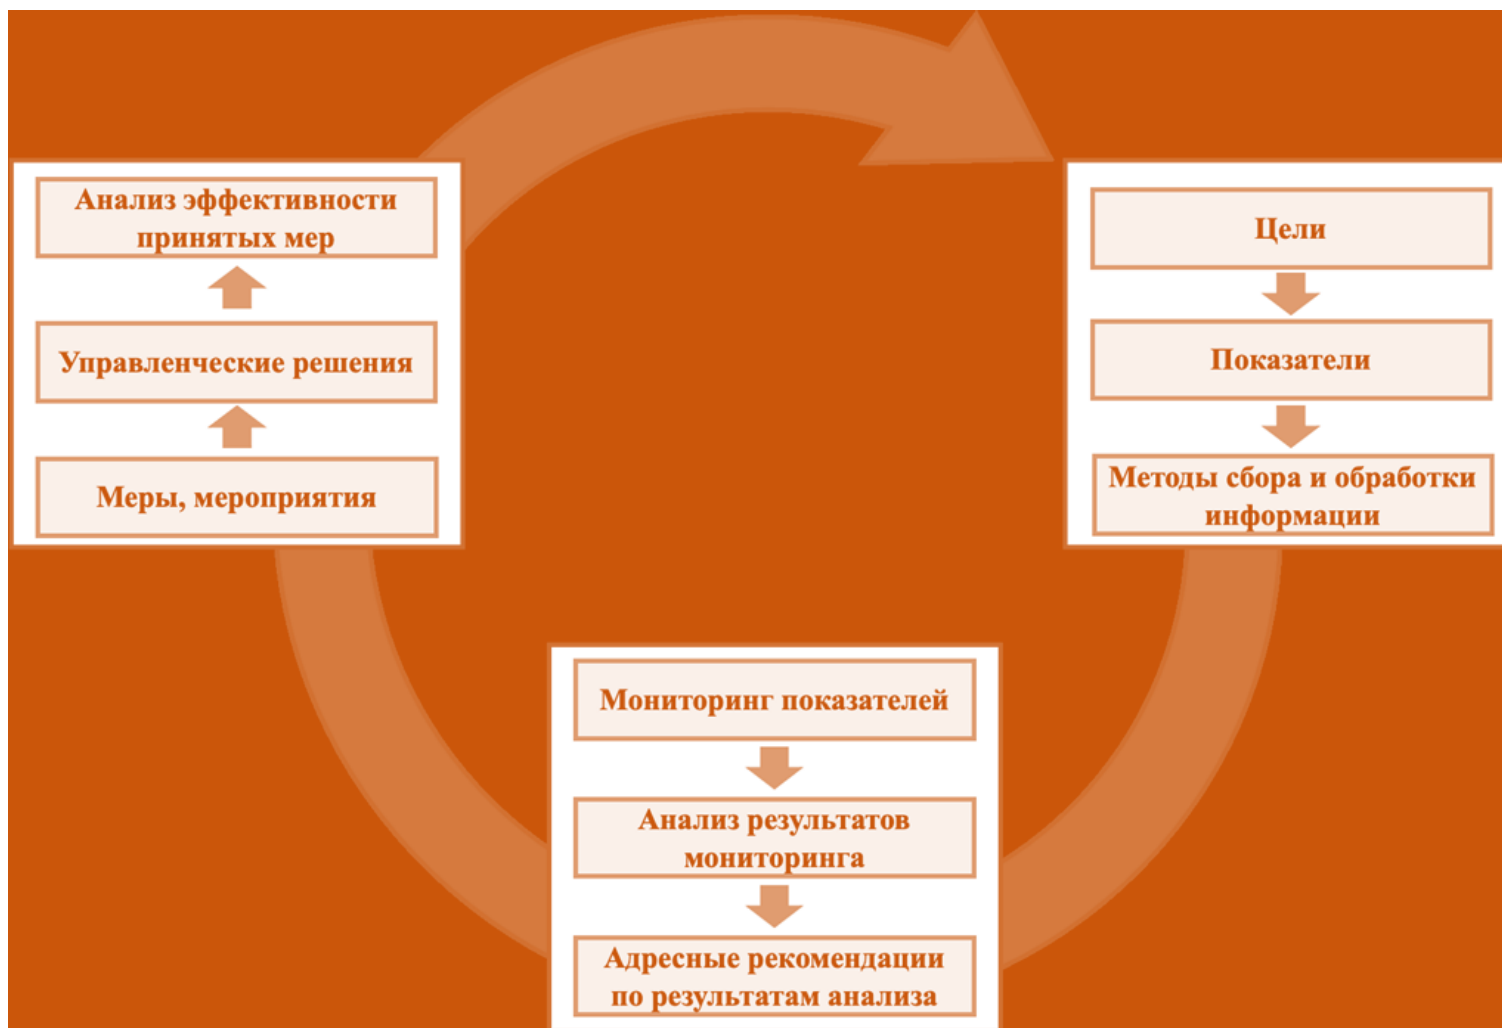 Анализ эффективности
принятых мер
Управленческие решения
Меры, мероприятия
Цели
Показатели
Методы сбора и обработки
информации
Мониторинг показателей
Анализ результатов
мониторинга
Адресные рекомендации
по результатам анализа